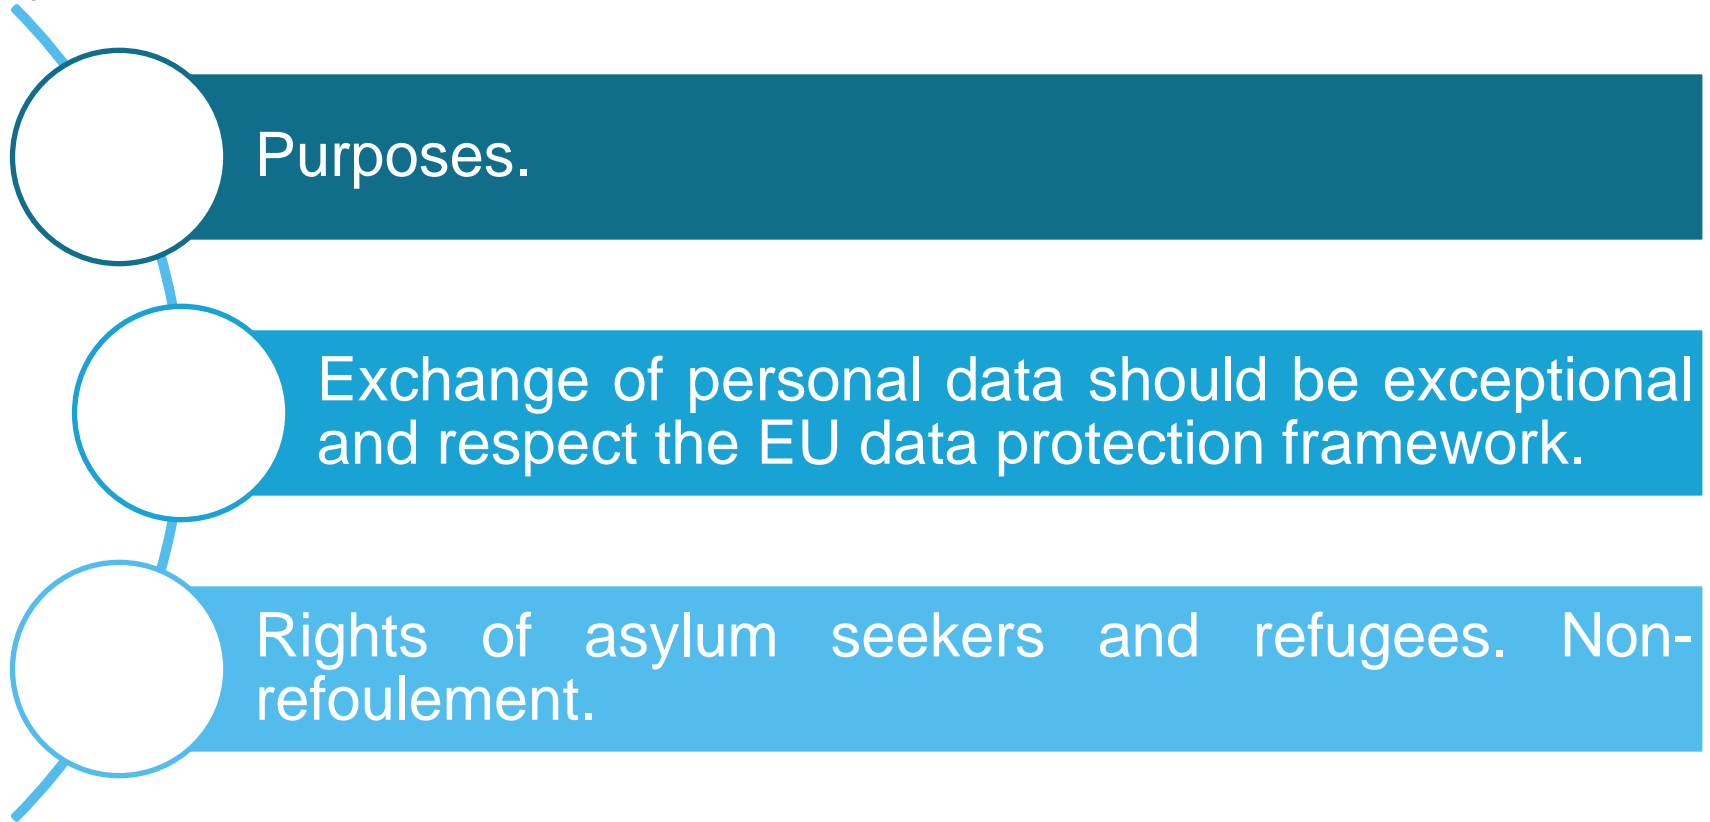 Purposes.
Exchange of personal data should be exceptional
and respect the EU data protection framework.
Rights of asylum seekers and refugees. Non-
refoulement.